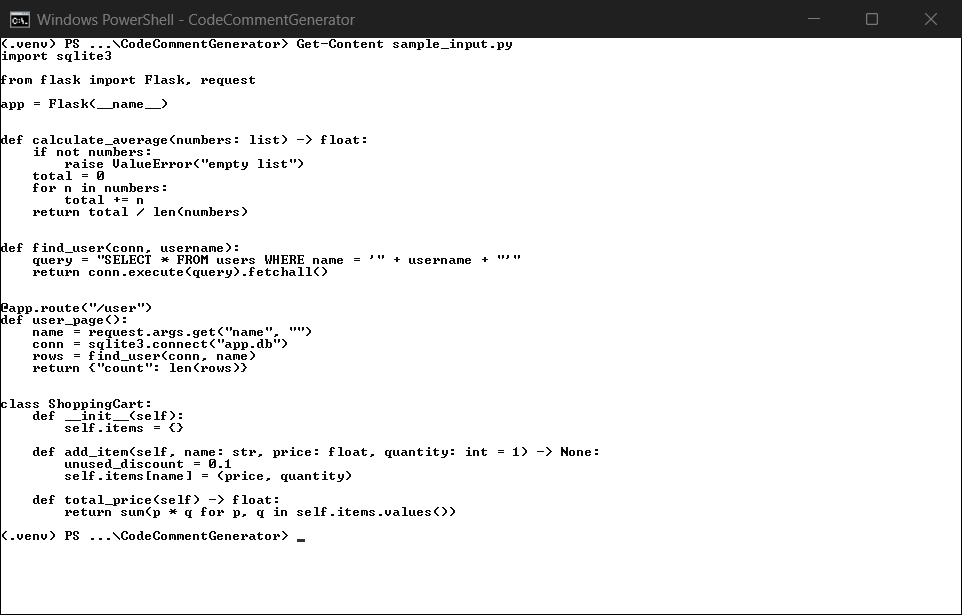 Windows PowerShell - CodeCommentGenerator
(.venv) PS ...\CodeCommentGenerator> Get-Content sample_input.py
import sqlite3

from flask import Flask, request

app = Flask(__name__)


def calculate_average(numbers: list) -> float:
    if not numbers:
        raise ValueError("empty list")
    total = 0
    for n in numbers:
        total += n
    return total / len(numbers)


def find_user(conn, username):
    query = "SELECT * FROM users WHERE name = '" + username + "'"
    return conn.execute(query).fetchall()


@app.route("/user")
def user_page():
    name = request.args.get("name", "")
    conn = sqlite3.connect("app.db")
    rows = find_user(conn, name)
    return {"count": len(rows)}


class ShoppingCart:
    def __init__(self):
        self.items = {}

    def add_item(self, name: str, price: float, quantity: int = 1) -> None:
        unused_discount = 0.1
        self.items[name] = (price, quantity)

    def total_price(self) -> float:
        return sum(p * q for p, q in self.items.values())

(.venv) PS ...\CodeCommentGenerator> _